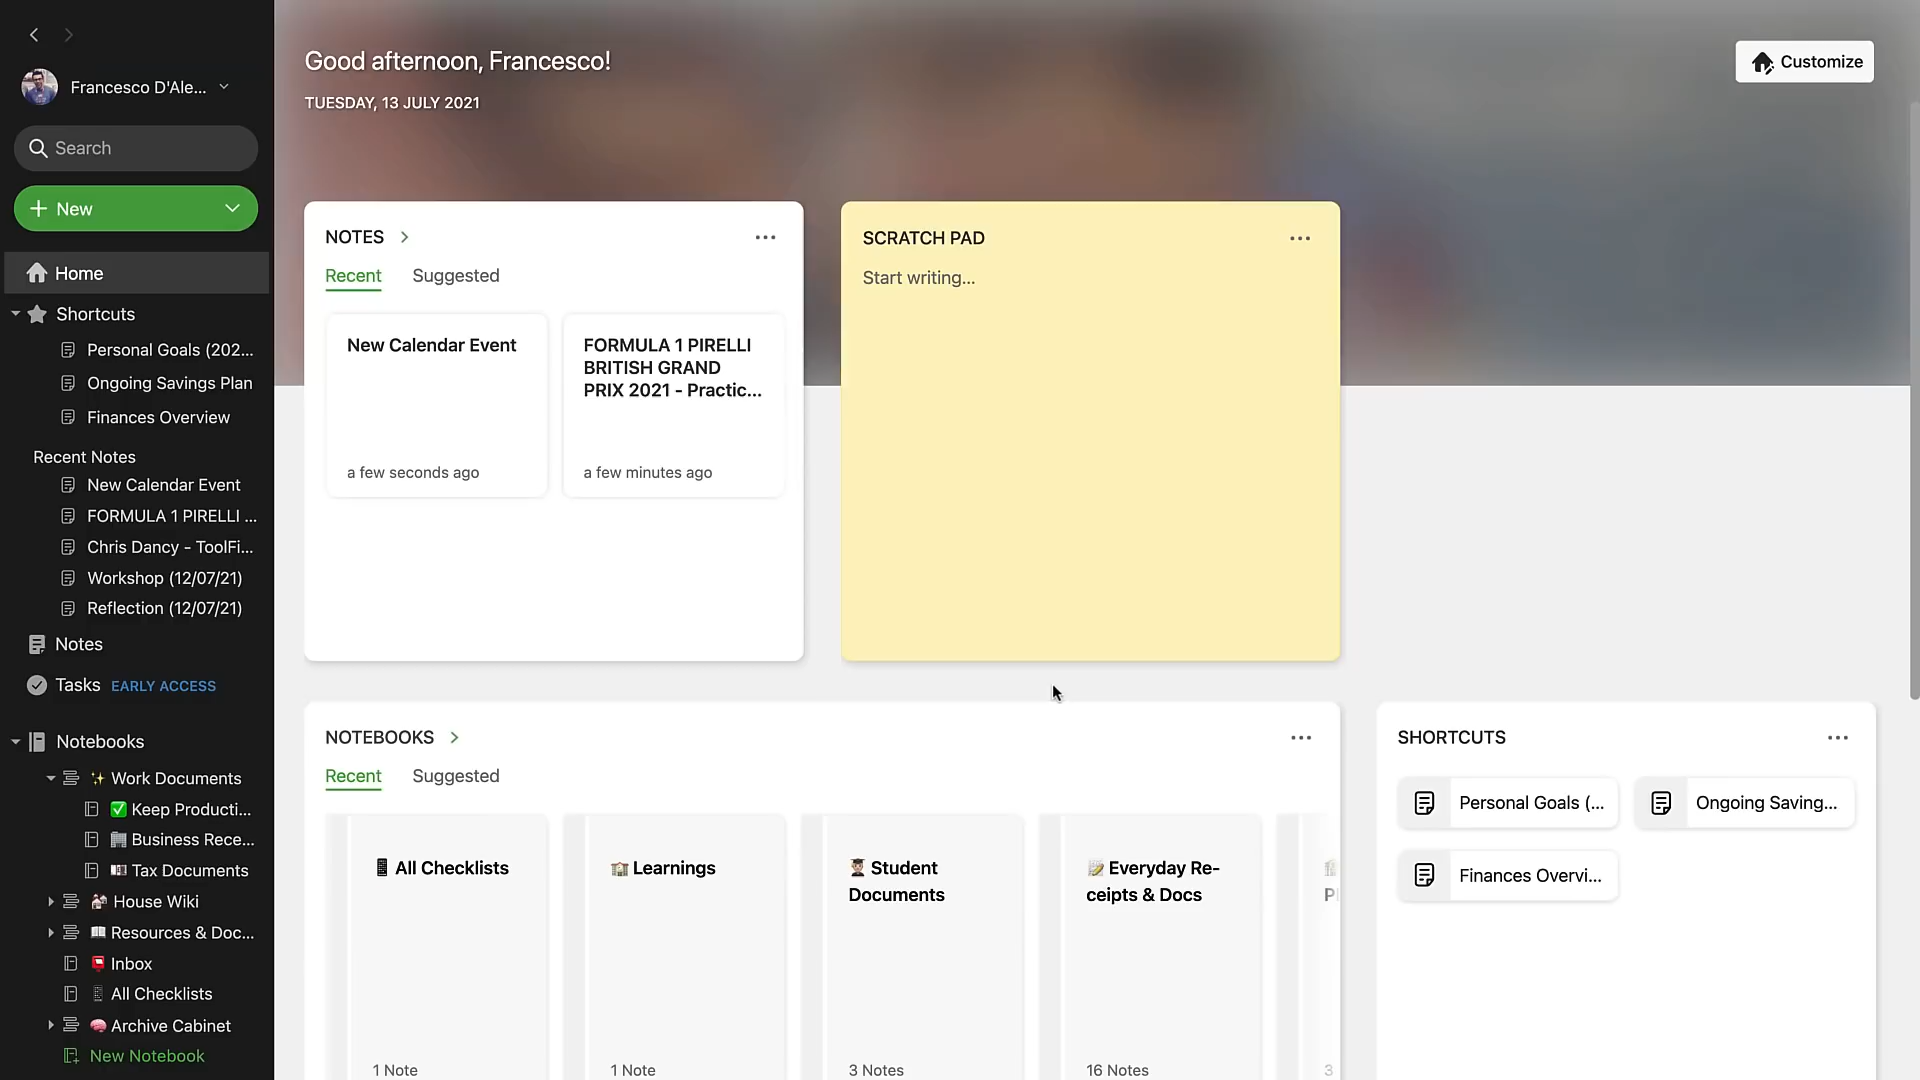 Francesco D'Ale...
Search
New
Home
Shortcuts
Personal Goals (202...
Ongoing Savings Plan
Finances Overview
Recent Notes
New Calendar Event
FORMULA 1 PIRELLI ...
Chris Dancy - ToolFi...
Workshop (12/07/21)
Reflection (12/07/21)
Notes
Tasks EARLY ACCESS
Notebooks
Work Documents
Keep Producti...
Business Rece...
Tax Documents
House Wiki
Resources & Doc...
Inbox
All Checklists
Archive Cabinet
New Notebook
Good afternoon, Francesco!
TUESDAY, 13 JULY 2021
Customize
NOTES
Recent Suggested
New Calendar Event
a few seconds ago
FORMULA 1 PIRELLI
BRITISH GRAND
PRIX 2021 - Practic...
a few minutes ago
SCRATCH PAD
Start writing...
NOTEBOOKS
Recent Suggested
All Checklists
1 Note
Learnings
1 Note
Student
Documents
3 Notes
Everyday Re-
ceipts & Docs
16 Notes
3
SHORTCUTS
Personal Goals (...
Ongoing Saving...
Finances Overvi...